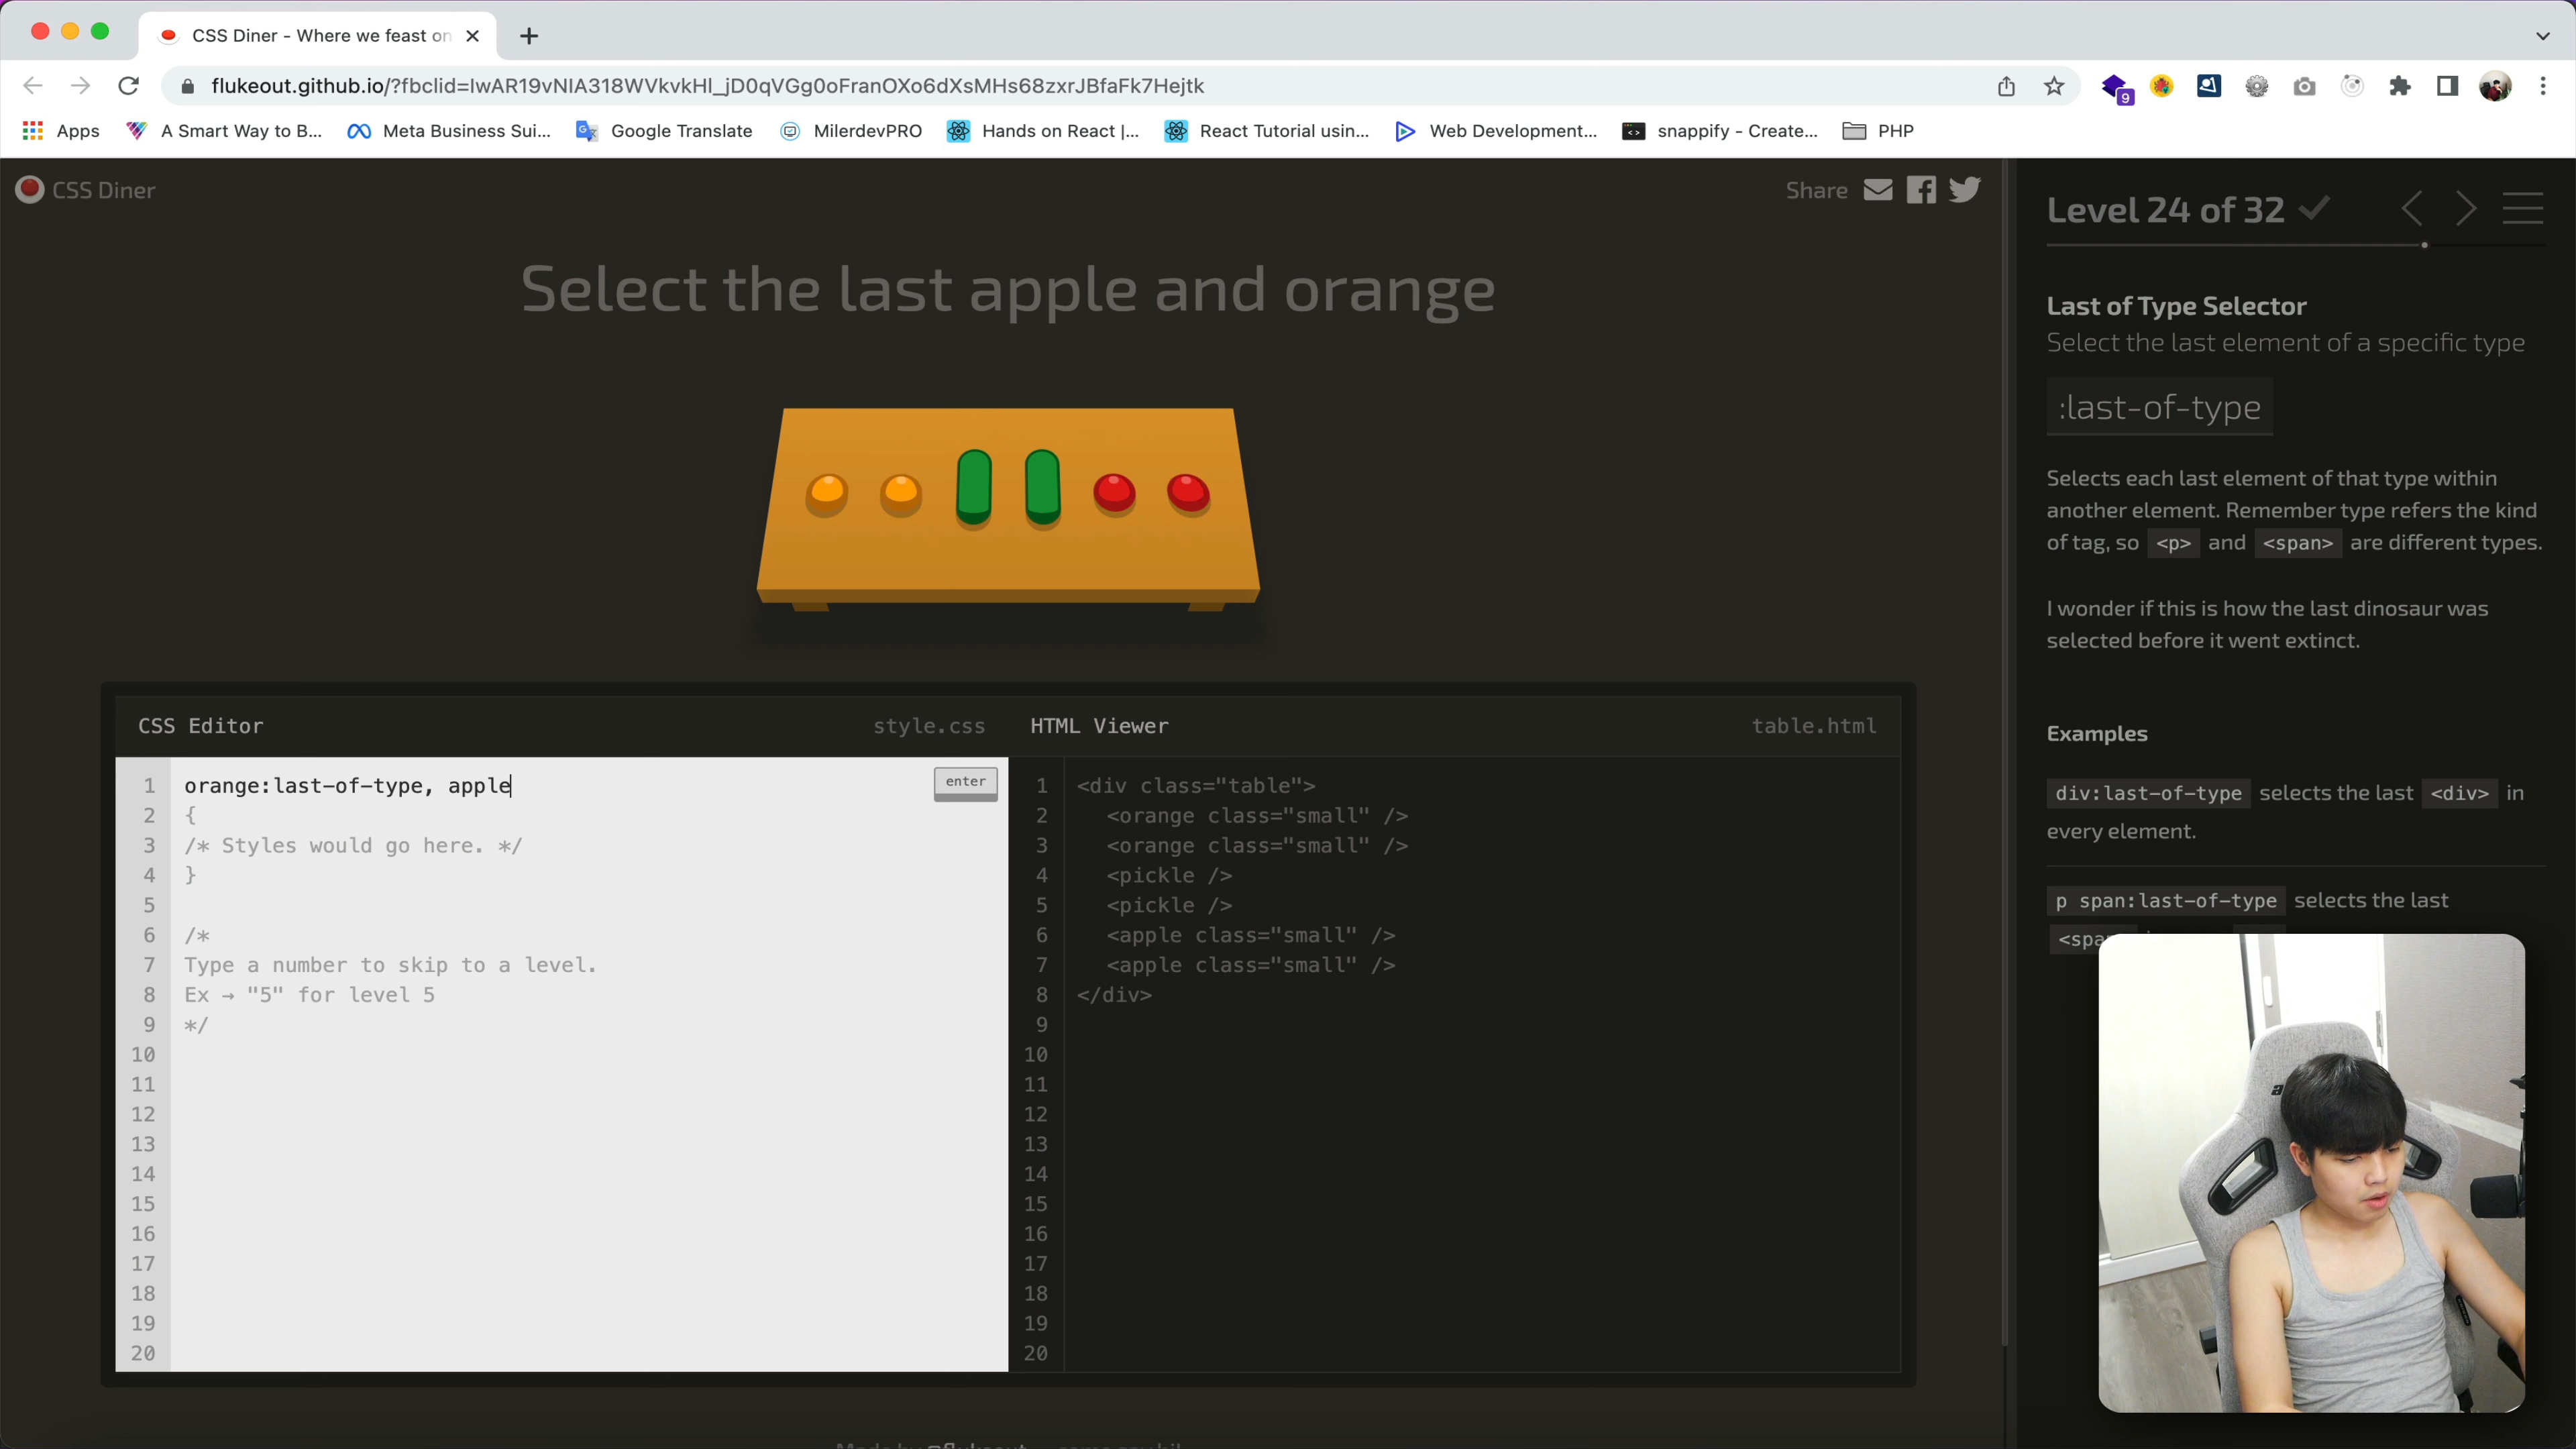 CSS Diner - Where we feast on
flukeout.github.io/?fbclid=IwAR19vNIA318WVkvkHl_jD0qVGg0oFranOXo6dXsMHs68zxrJBfaFk7Hejtk
9
Apps A Smart Way to B... Meta Business Sui... Google Translate MilerdevPRO Hands on React |... React Tutorial usin... Web Development... snappify - Create... PHP
CSS Diner
Share
Select the last apple and orange
CSS Editor style.css
1 orange:last-of-type, apple
enter
2 {
3 /* Styles would go here. */
4 }
5
6 /*
7 Type a number to skip to a level.
8 Ex → "5" for level 5
9 */
10
11
12
13
14
15
16
17
18
19
20
HTML Viewer table.html
1 <div class="table">
2 <orange class="small" />
3 <orange class="small" />
4 <pickle />
5 <pickle />
6 <apple class="small" />
7 <apple class="small" />
8 </div>
9
10
11
12
13
14
15
16
17
18
19
20
Level 24 of 32
Last of Type Selector
Select the last element of a specific type
:last-of-type
Selects each last element of that type within
another element. Remember type refers the kind
of tag, so <p> and <span> are different types.
I wonder if this is how the last dinosaur was
selected before it went extinct.
Examples
div:last-of-type selects the last <div> in
every element.
p span:last-of-type selects the last